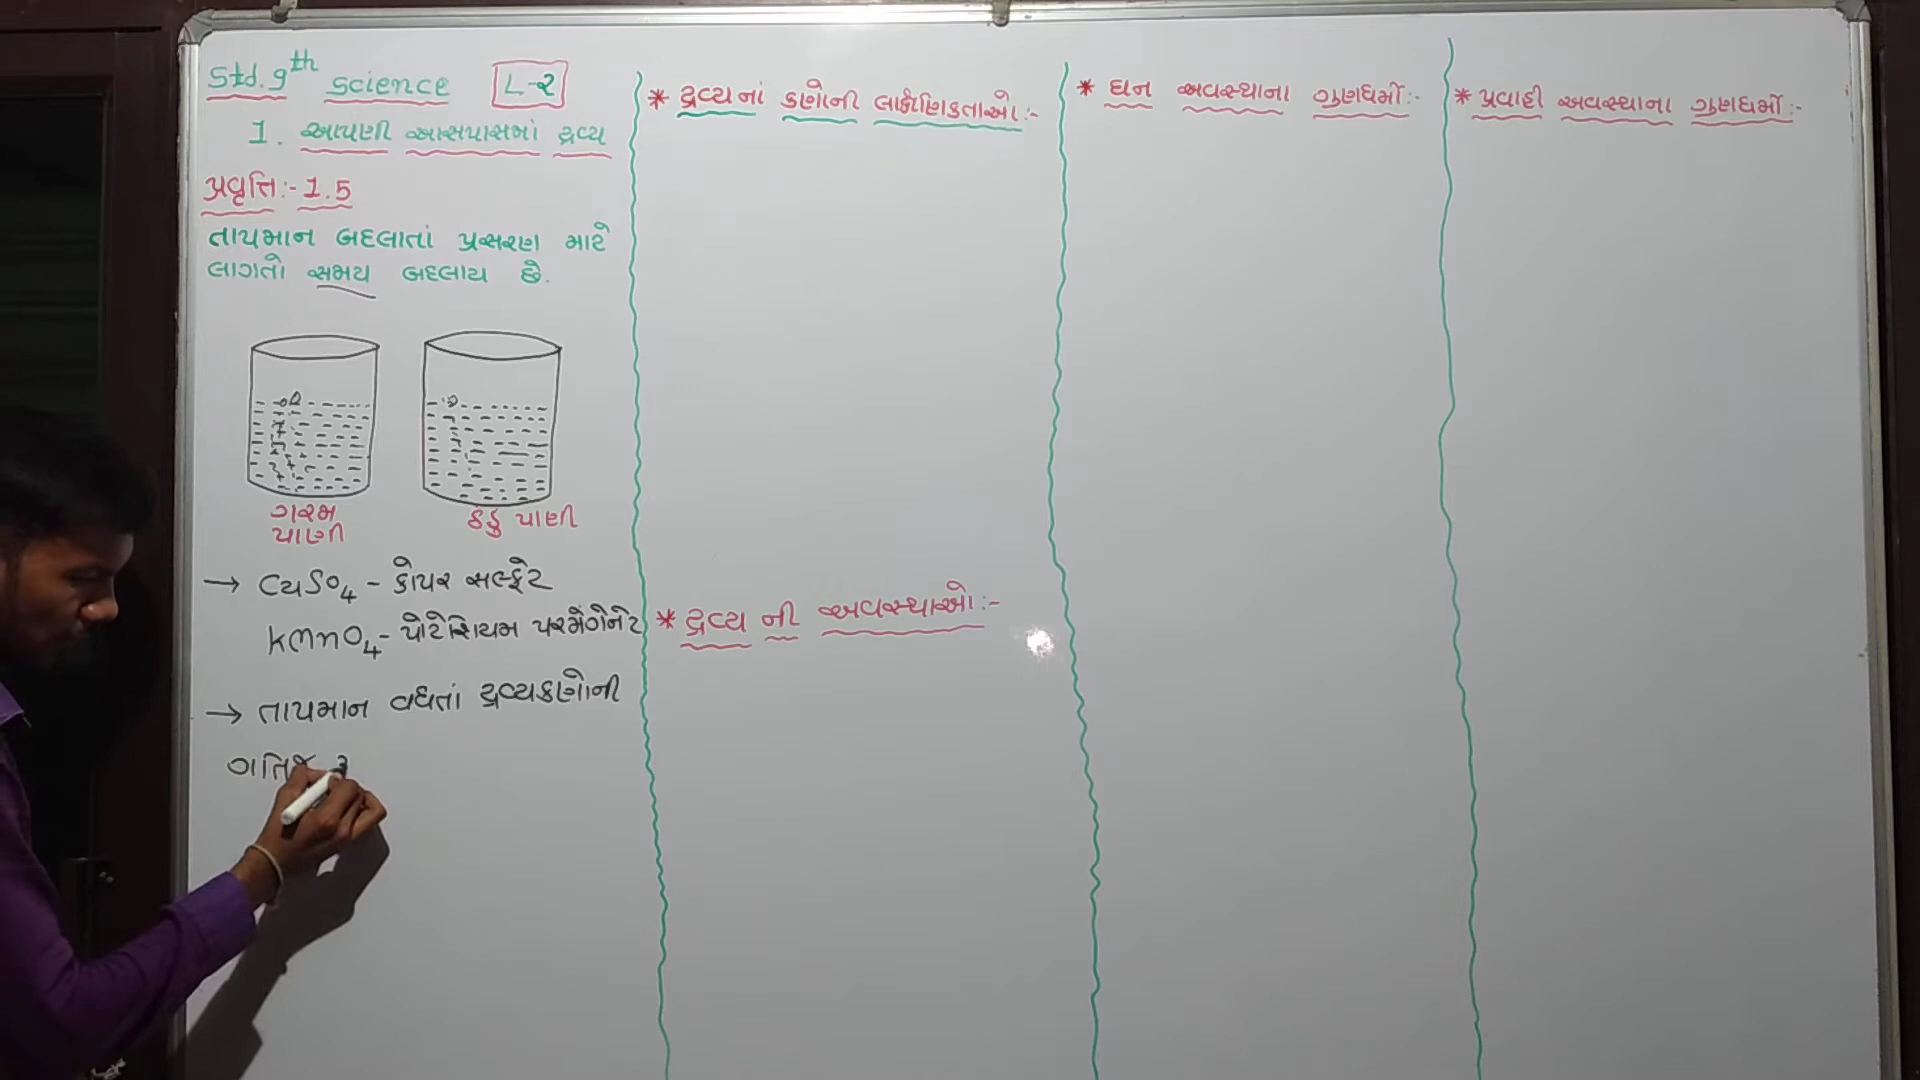 Std. 9th science L-2
1. આપણી આસપાસમાં દ્રવ્ય
પ્રવૃત્તિ:- 1.5
તાપમાન બદલાતાં પ્રસરણ માટે
લાગતો સમય બદલાય છે.
ગરમ
પાણી
ઠંડુ પાણી
→ CuSO4 - કોપર સલ્ફેટ
KMnO4 - પોટેશિયમ પરમેંગેનેટ
→ તાપમાન વધતાં દ્રવ્યકણોની
* દ્રવ્યનાં કણોની લાક્ષણિકતાઓ:-
* દ્રવ્ય ની અવસ્થાઓ:-
* ઘન અવસ્થાના ગુણધર્મો:-
* પ્રવાહી અવસ્થાના ગુણધર્મો:-